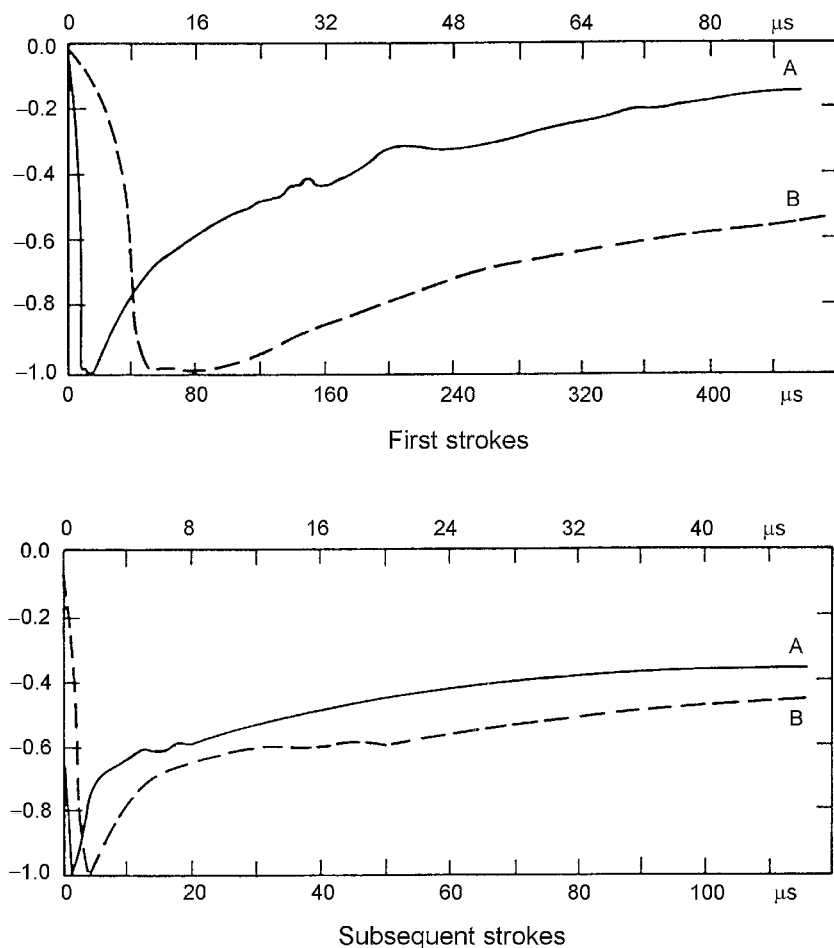 0 16 32 48 64 80 μs
0.0
A
−0.2
−0.4
B
−0.6
−0.8
−1.0
0 80 160 240 320 400 μs
First strokes
0 8 16 24 32 40 μs
0.0
−0.2
A
−0.4
B
−0.6
−0.8
−1.0
0 20 40 60 80 100 μs
Subsequent strokes